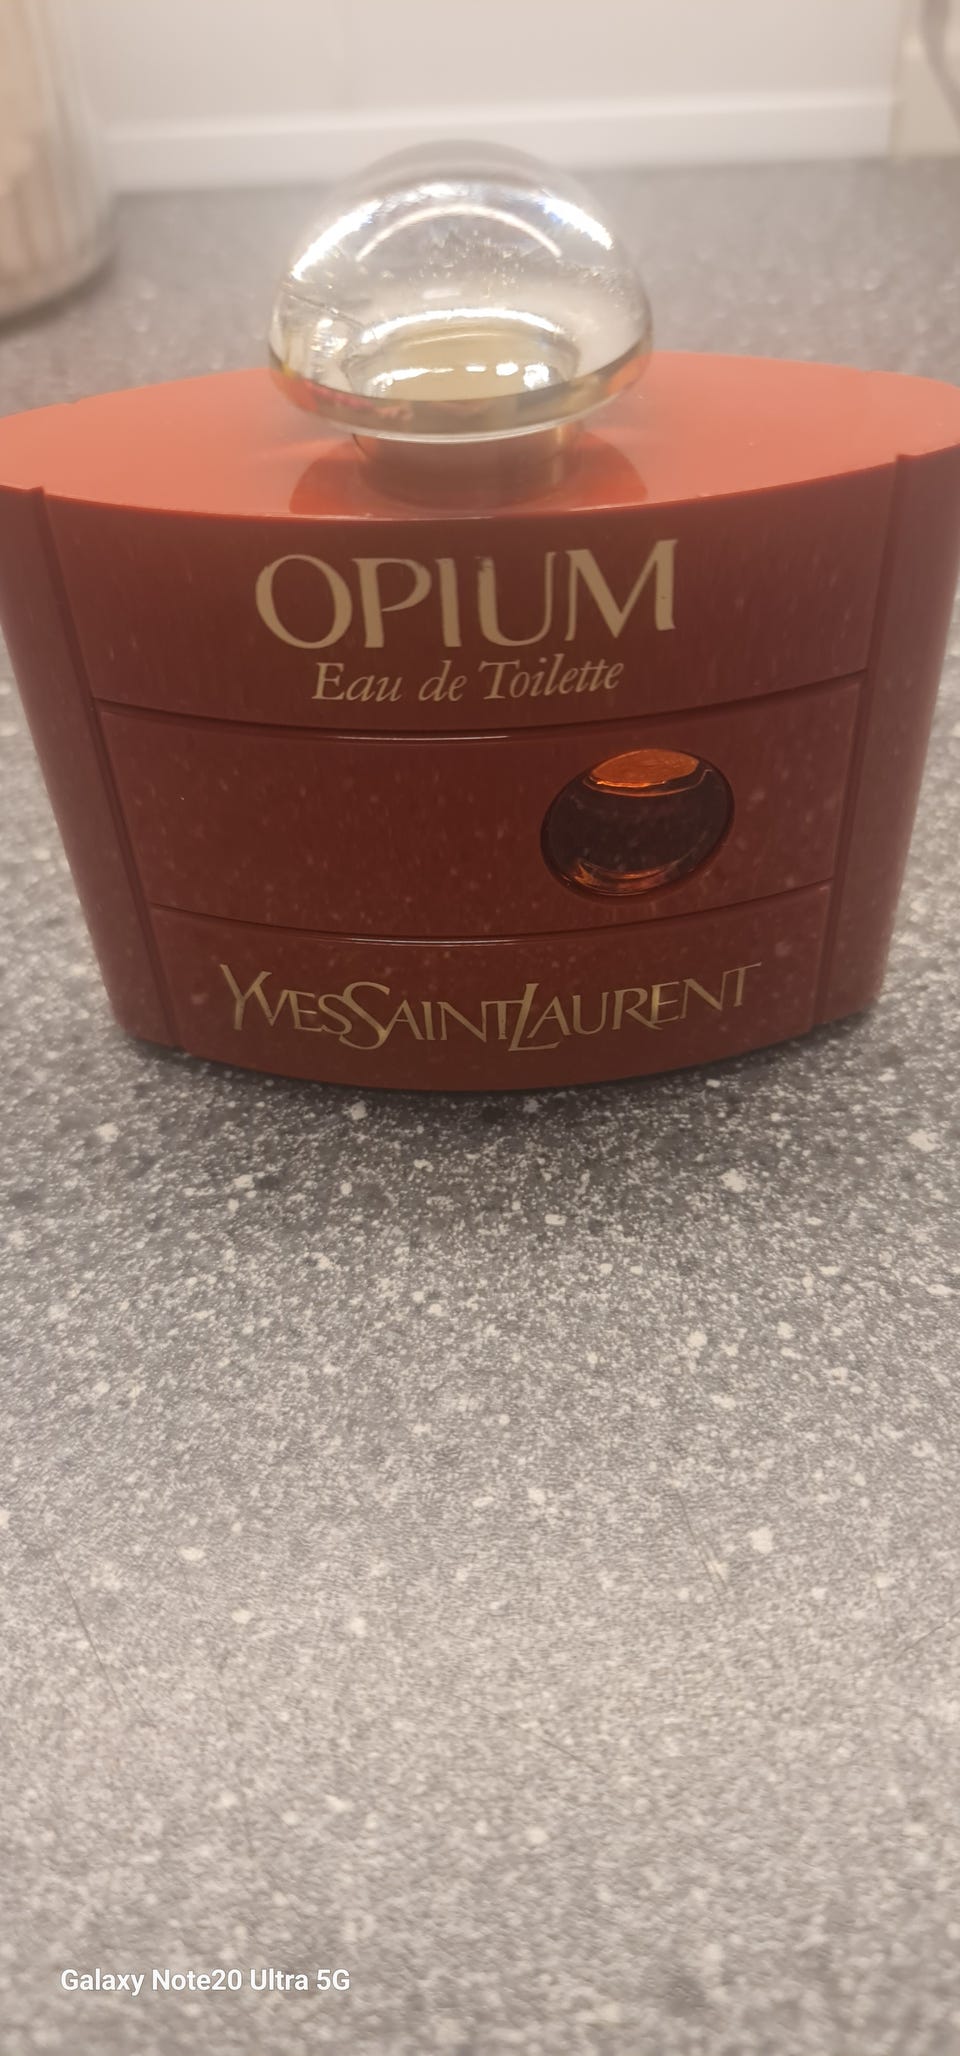 OPIUM
Eau de Toilette
YVESSAINTLAURENT
Galaxy Note20 Ultra 5G